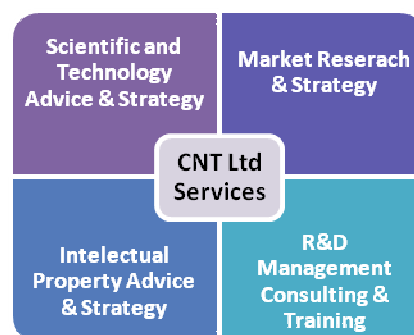 Scientific and
Technology
Advice & Strategy
Market Reserach
& Strategy
CNT Ltd
Services
Intelectual
Property Advice
& Strategy
R&D
Management
Consulting &
Training